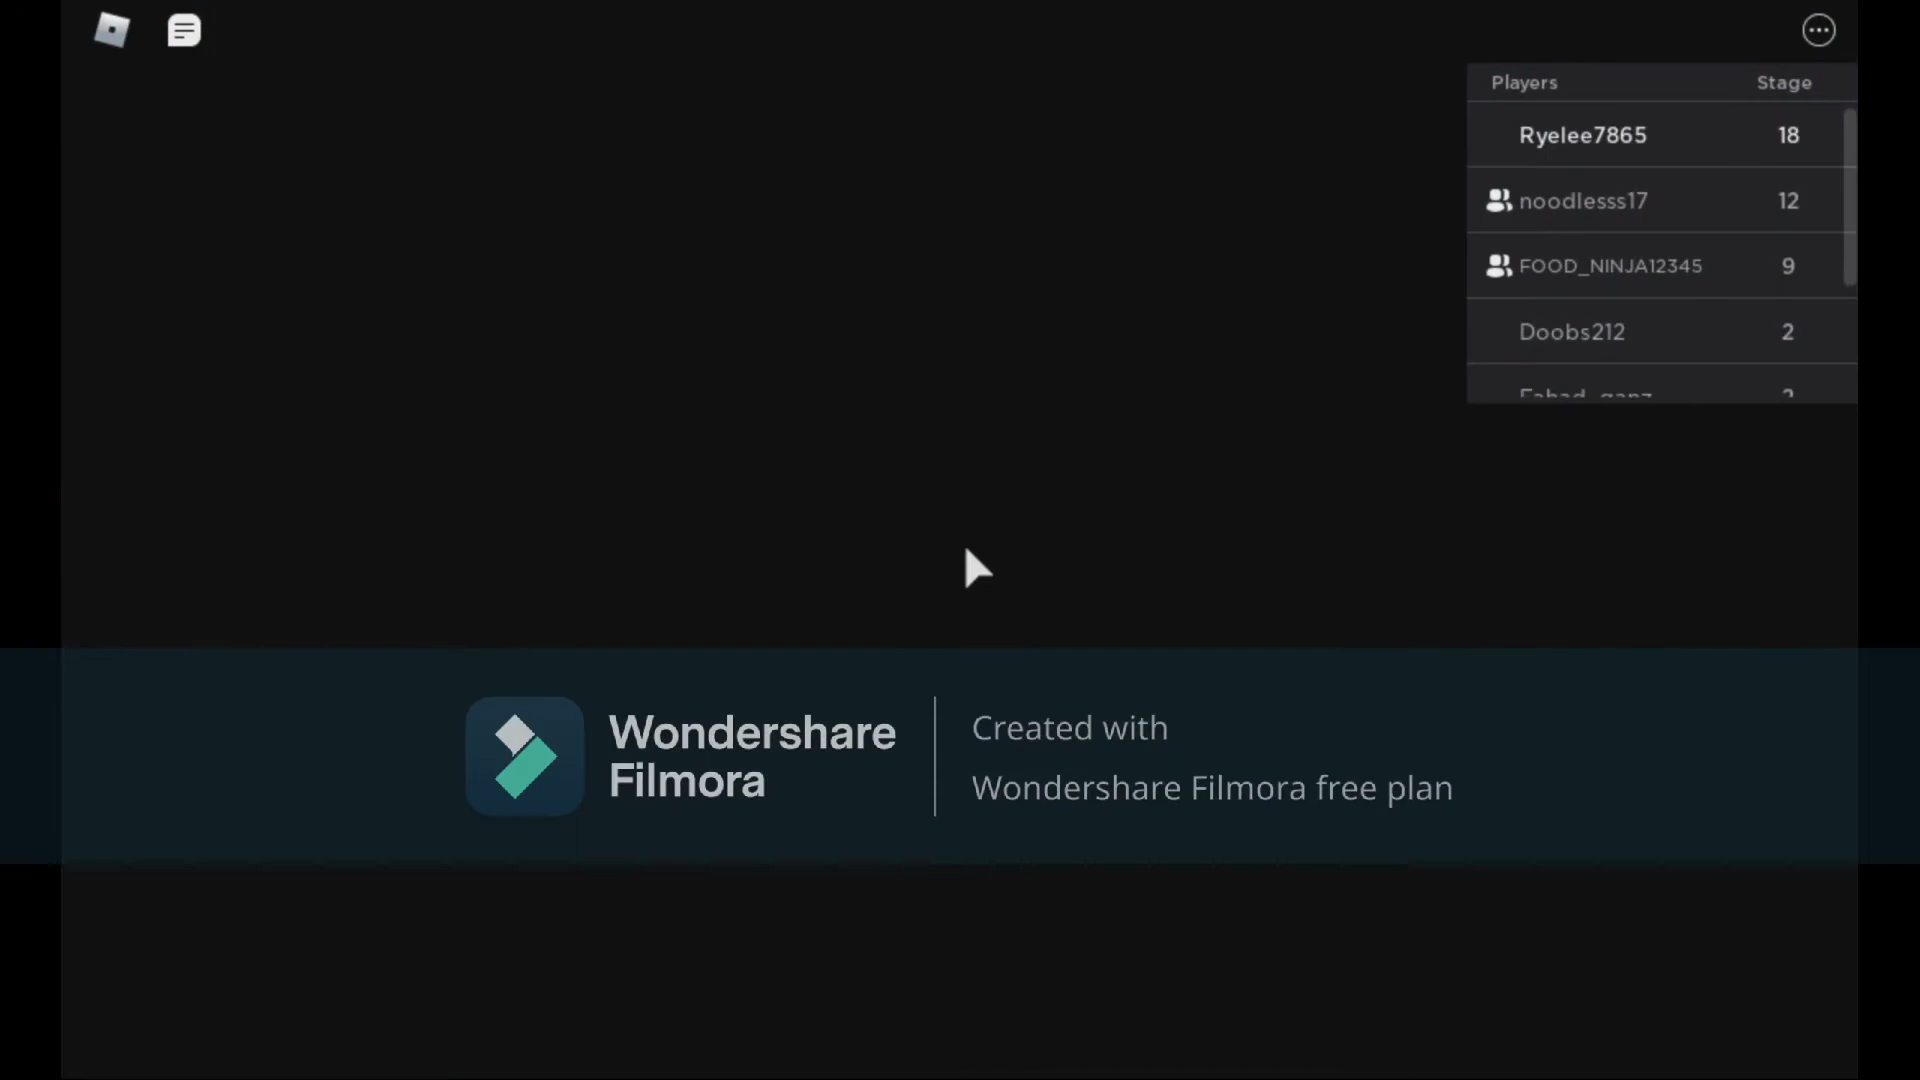 Players Stage
Ryelee7865 18
noodlesss17 12
FOOD_NINJA12345 9
Doobs212 2
Wondershare
Filmora
Created with
Wondershare Filmora free plan